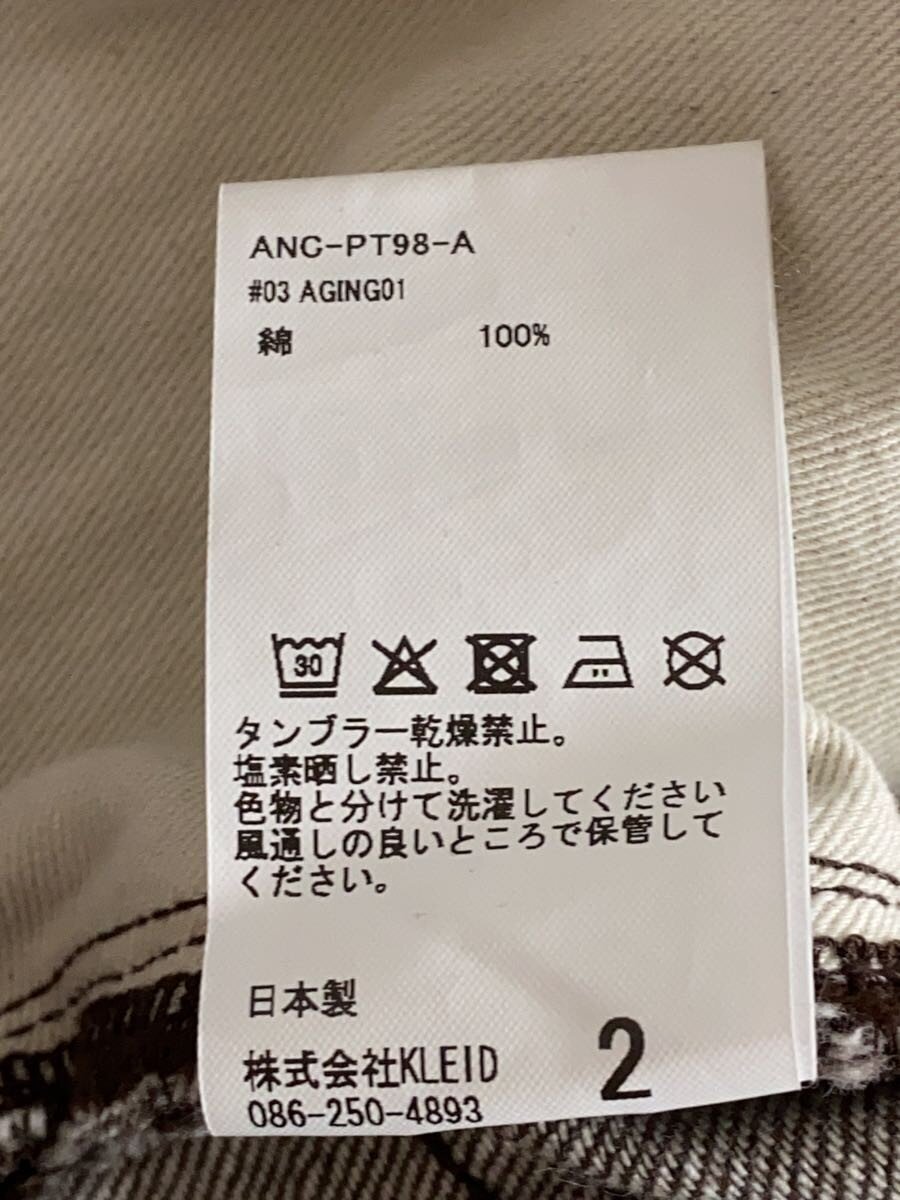 ANC-PT98-A
#03 AGING01
綿 100%
30
タンブラー乾燥禁止。
塩素晒し禁止。
色物と分けて洗濯してください
風通しの良いところで保管して
ください。
日本製
株式会社KLEID
086-250-4893
2